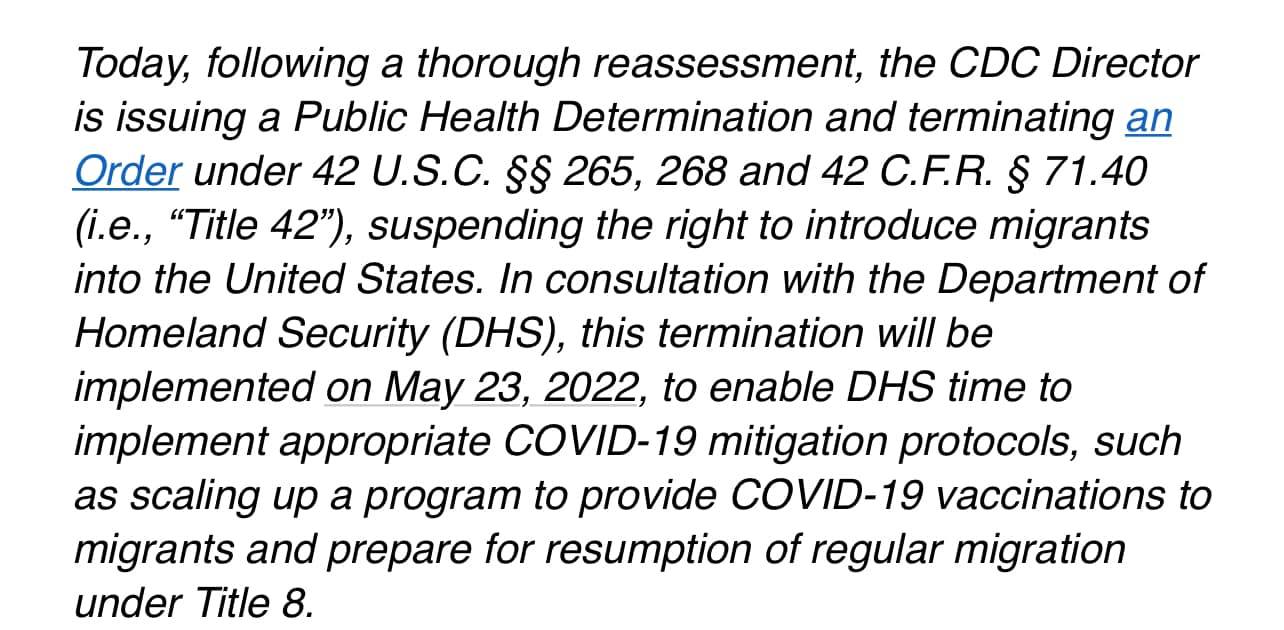 Today, following a thorough reassessment, the CDC Director
is issuing a Public Health Determination and terminating an
Order under 42 U.S.C. §§ 265, 268 and 42 C.F.R. § 71.40
(i.e., “Title 42”), suspending the right to introduce migrants
into the United States. In consultation with the Department of
Homeland Security (DHS), this termination will be
implemented on May 23, 2022, to enable DHS time to
implement appropriate COVID-19 mitigation protocols, such
as scaling up a program to provide COVID-19 vaccinations to
migrants and prepare for resumption of regular migration
under Title 8.